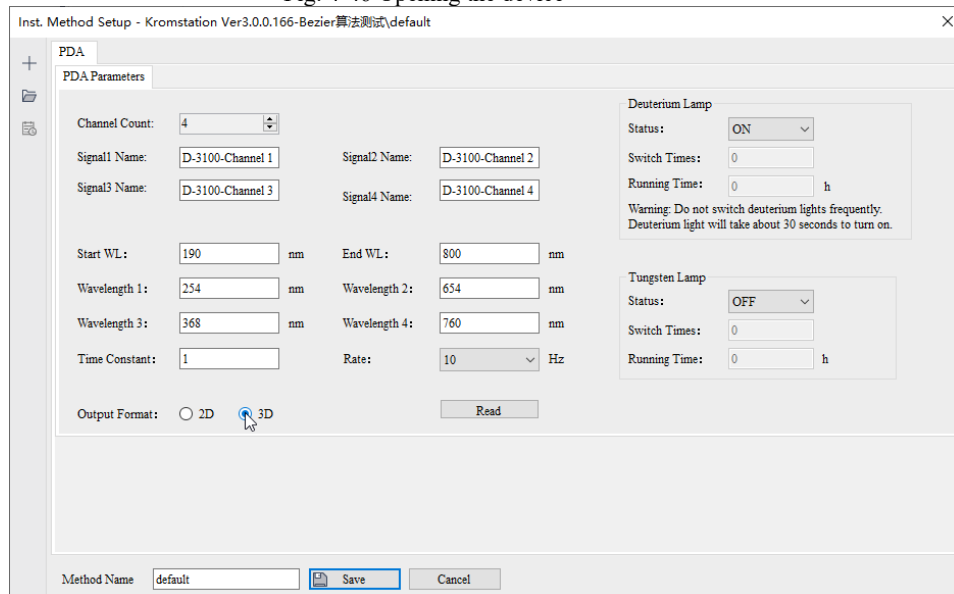 Inst. Method Setup - Kromstation Ver3.0.0.166-Bezier算法测试\default
PDA
PDA Parameters
Channel Count: 4
Signal1 Name: D-3100-Channel 1 Signal2 Name: D-3100-Channel 2
Signal3 Name: D-3100-Channel 3 Signal4 Name: D-3100-Channel 4
Start WL: 190 nm End WL: 800 nm
Wavelength 1: 254 nm Wavelength 2: 654 nm
Wavelength 3: 368 nm Wavelength 4: 760 nm
Time Constant: 1 Rate: 10 Hz
Output Format: 2D 3D Read
Deuterium Lamp
Status: ON
Switch Times: 0
Running Time: 0 h
Warning: Do not switch deuterium lights frequently.
Deuterium light will take about 30 seconds to turn on.
Tungsten Lamp
Status: OFF
Switch Times: 0
Running Time: 0 h
Method Name default Save Cancel